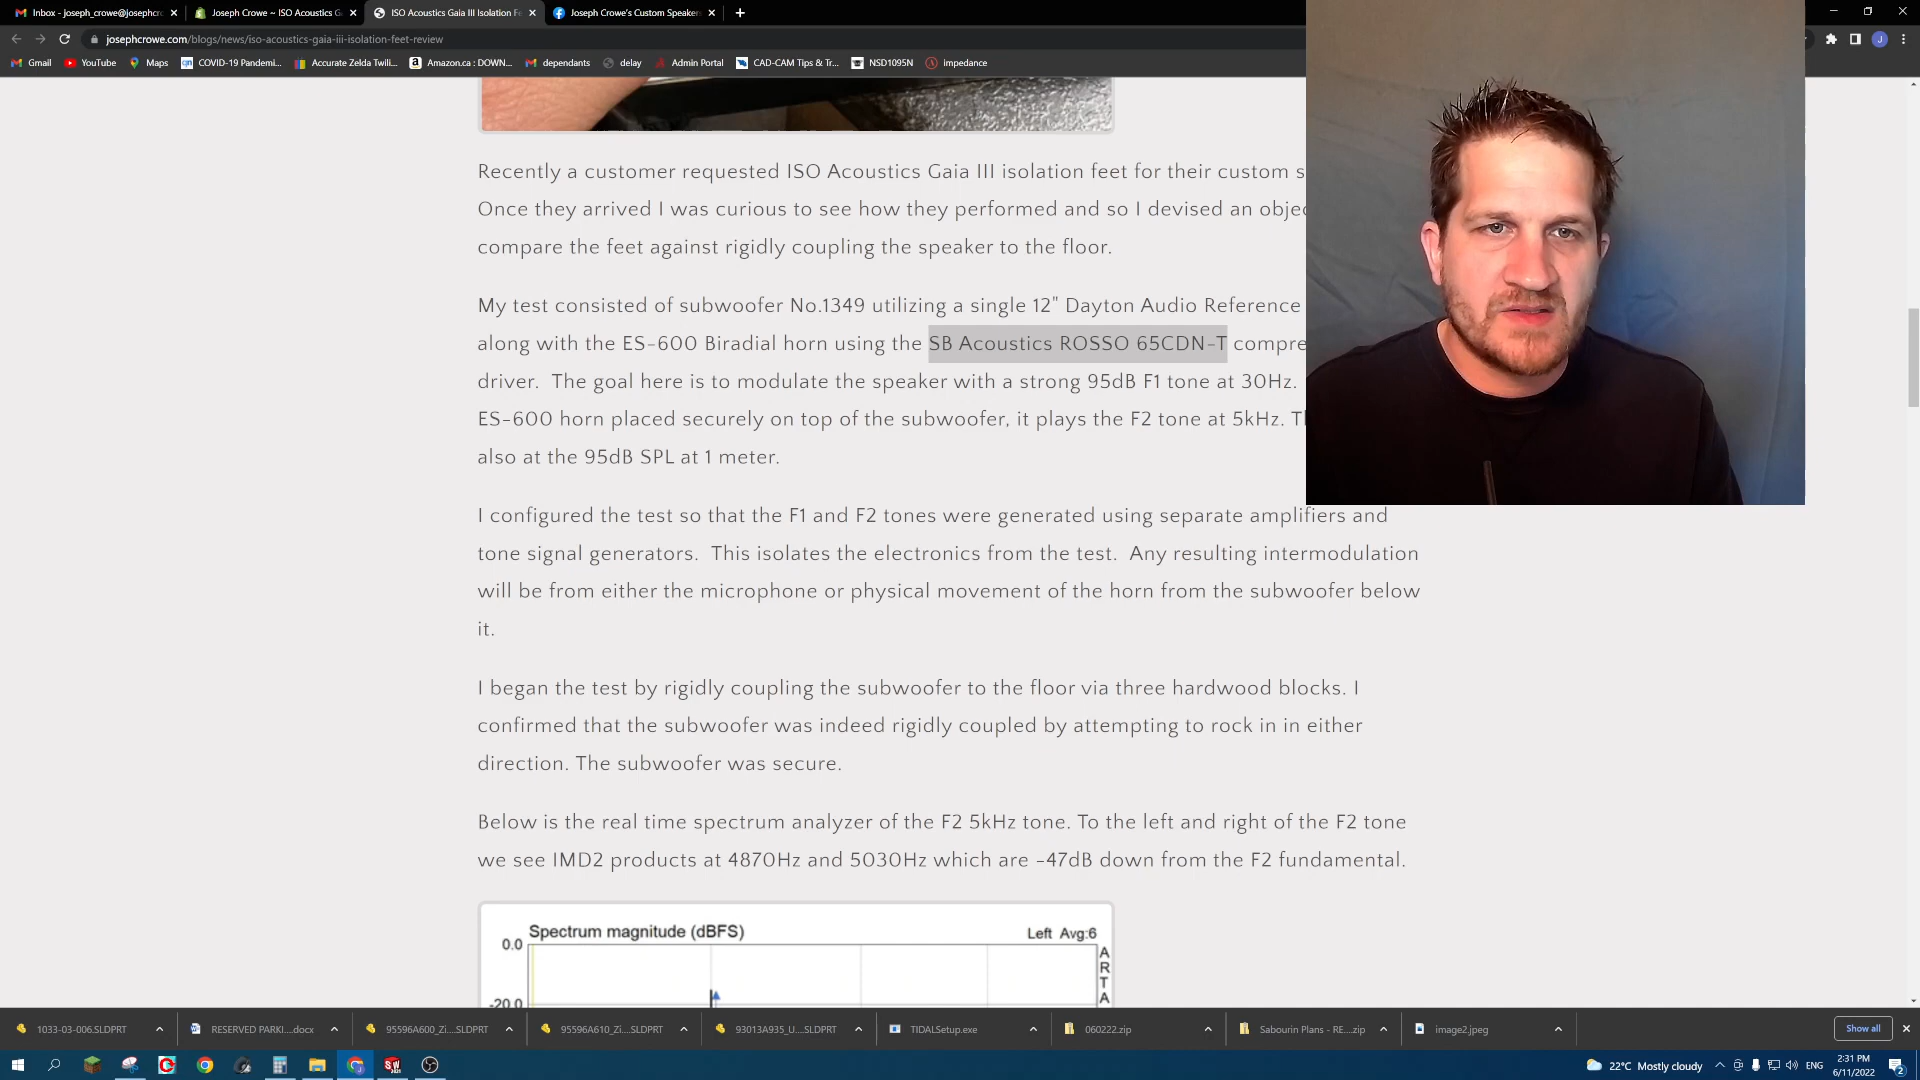 Inbox - joseph_crowe@josephcr
Joseph Crowe ~ ISO Acoustics G
ISO Acoustics Gaia III Isolation Fe
Joseph Crowe's Custom Speaker
josephcrowe.com/blogs/news/iso-acoustics-gaia-iii-isolation-feet-review
Gmail
YouTube
Maps
COVID-19 Pandemi...
Accurate Zelda Twili...
Amazon.ca : DOWN...
dependants
delay
Admin Portal
CAD-CAM Tips & Tr...
NSD1095N
impedance
Recently a customer requested ISO Acoustics Gaia III isolation feet for their custom s
Once they arrived I was curious to see how they performed and so I devised an objec
compare the feet against rigidly coupling the speaker to the floor.
My test consisted of subwoofer No.1349 utilizing a single 12" Dayton Audio Reference
along with the ES-600 Biradial horn using the SB Acoustics ROSSO 65CDN-T compre
driver. The goal here is to modulate the speaker with a strong 95dB F1 tone at 30Hz.
ES-600 horn placed securely on top of the subwoofer, it plays the F2 tone at 5kHz. Th
also at the 95dB SPL at 1 meter.
I configured the test so that the F1 and F2 tones were generated using separate amplifiers and
tone signal generators. This isolates the electronics from the test. Any resulting intermodulation
will be from either the microphone or physical movement of the horn from the subwoofer below
it.
I began the test by rigidly coupling the subwoofer to the floor via three hardwood blocks. I
confirmed that the subwoofer was indeed rigidly coupled by attempting to rock in in either
direction. The subwoofer was secure.
Below is the real time spectrum analyzer of the F2 5kHz tone. To the left and right of the F2 tone
we see IMD2 products at 4870Hz and 5030Hz which are -47dB down from the F2 fundamental.
Spectrum magnitude (dBFS)
Left Avg:6
0.0
-20.0
A
R
T
A
1033-03-006.SLDPRT
RESERVED PARKI....docx
95596A600_Zi....SLDPRT
95596A610_Zi....SLDPRT
93013A935_U....SLDPRT
TIDALSetup.exe
060222.zip
Sabourin Plans - RE....zip
image2.jpeg
Show all
22°C Mostly cloudy
ENG
2:31 PM
6/11/2022